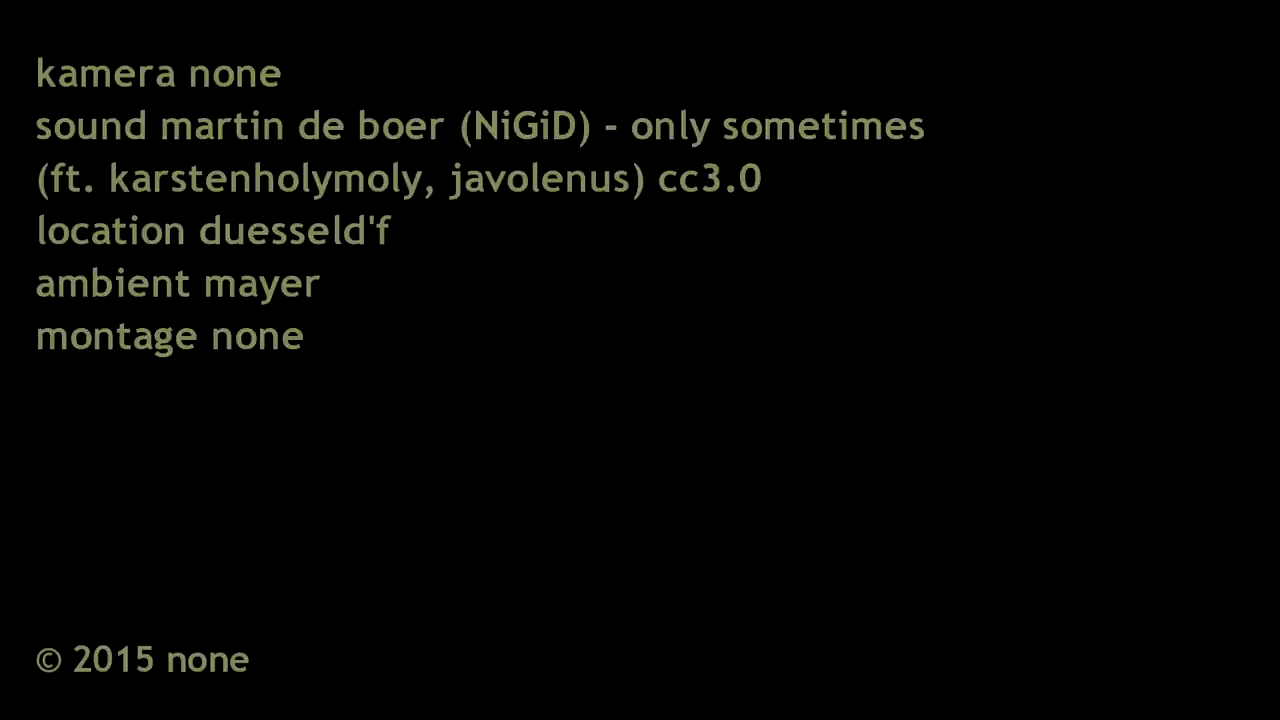 kamera none
sound martin de boer (NiGiD) - only sometimes
(ft. karstenholymoly, javolenus) cc3.0
location duesseld'f
ambient mayer
montage none
© 2015 none